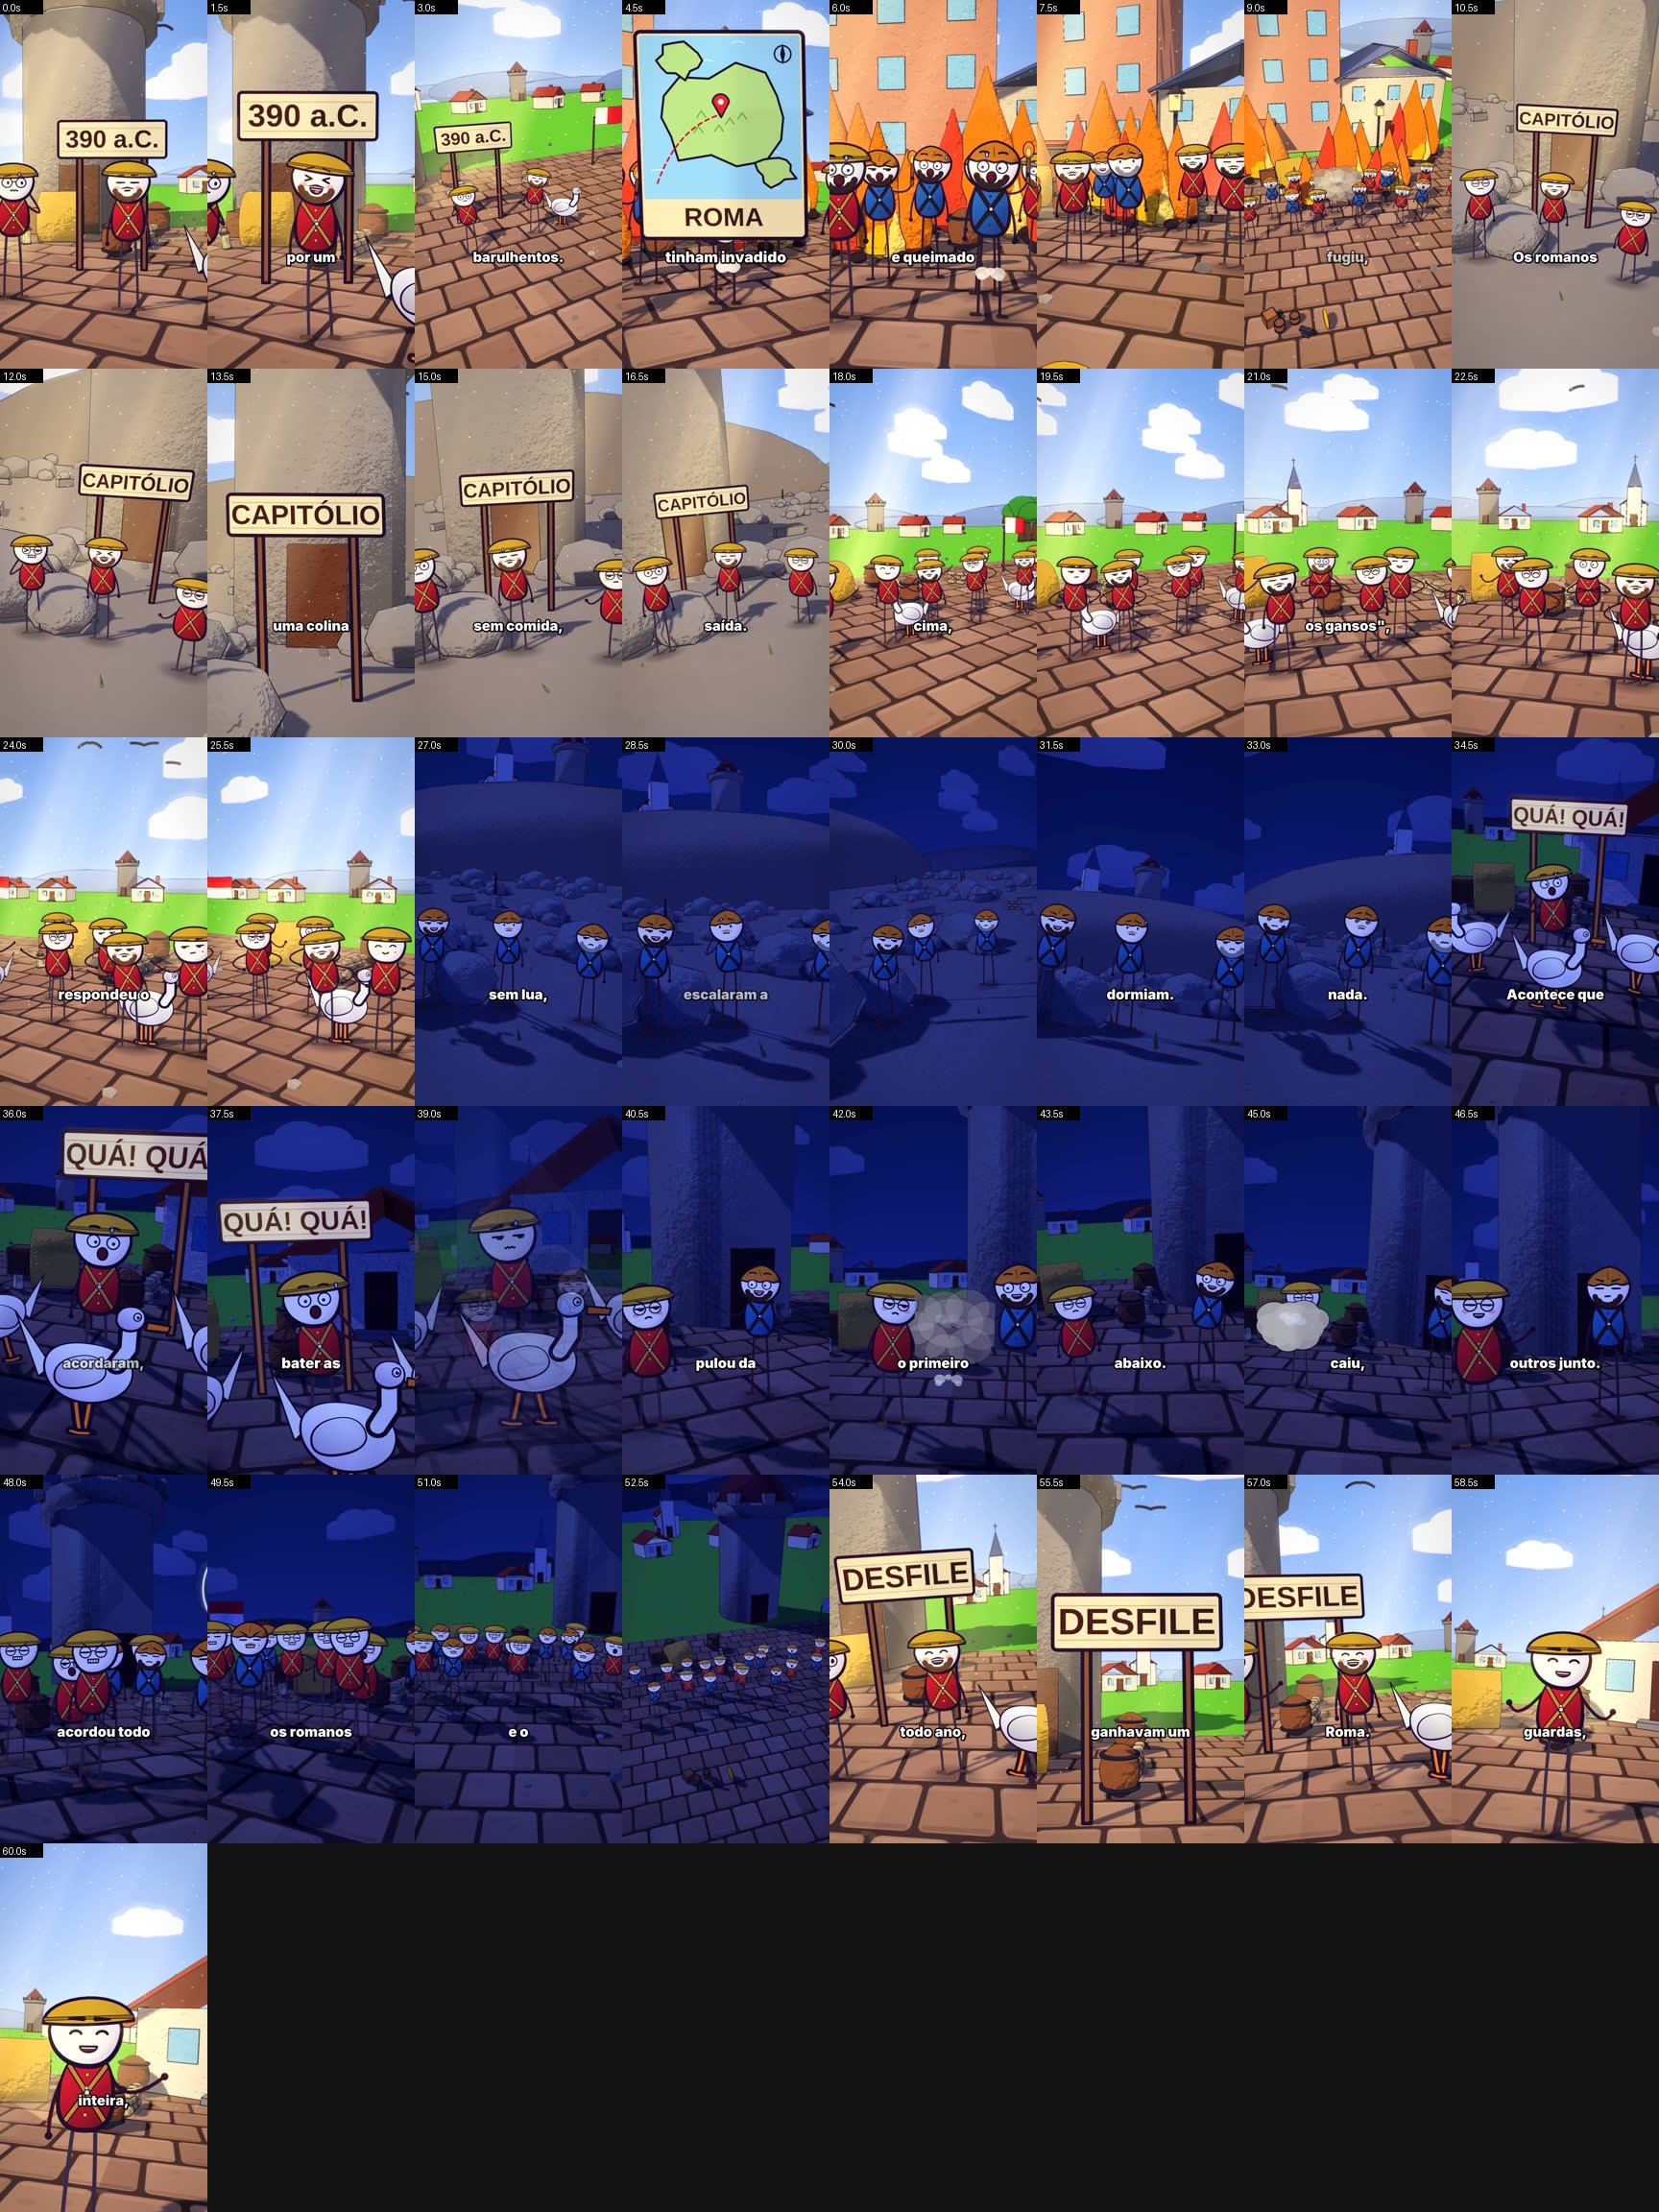 0.0s
390 a.C.
1.5s
390 a.C.
por um
3.0s
390 a.C.
barulhentos.
4.5s
ROMA
tinham invadido
6.0s
e queimado
7.5s
9.0s
fugiu,
10.5s
CAPITÓLIO
Os romanos
12.0s
CAPITÓLIO
13.5s
CAPITÓLIO
uma colina
15.0s
CAPITÓLIO
sem comida,
16.5s
CAPITÓLIO
saída.
18.0s
cima,
19.5s
21.0s
os gansos",
22.5s
24.0s
respondeu o
25.5s
27.0s
sem lua,
28.5s
escalaram a
30.0s
31.5s
dormiam.
33.0s
nada.
34.5s
QUÁ! QUÁ!
Acontece que
36.0s
QUÁ! QUÁ
acordaram,
37.5s
QUÁ! QUÁ!
bater as
39.0s
40.5s
pulou da
42.0s
o primeiro
43.5s
abaixo.
45.0s
caiu,
46.5s
outros junto.
48.0s
acordou todo
49.5s
os romanos
51.0s
e o
52.5s
54.0s
DESFILE
todo ano,
55.5s
DESFILE
ganhavam um
57.0s
DESFILE
Roma.
58.5s
guardas,
60.0s
inteira,